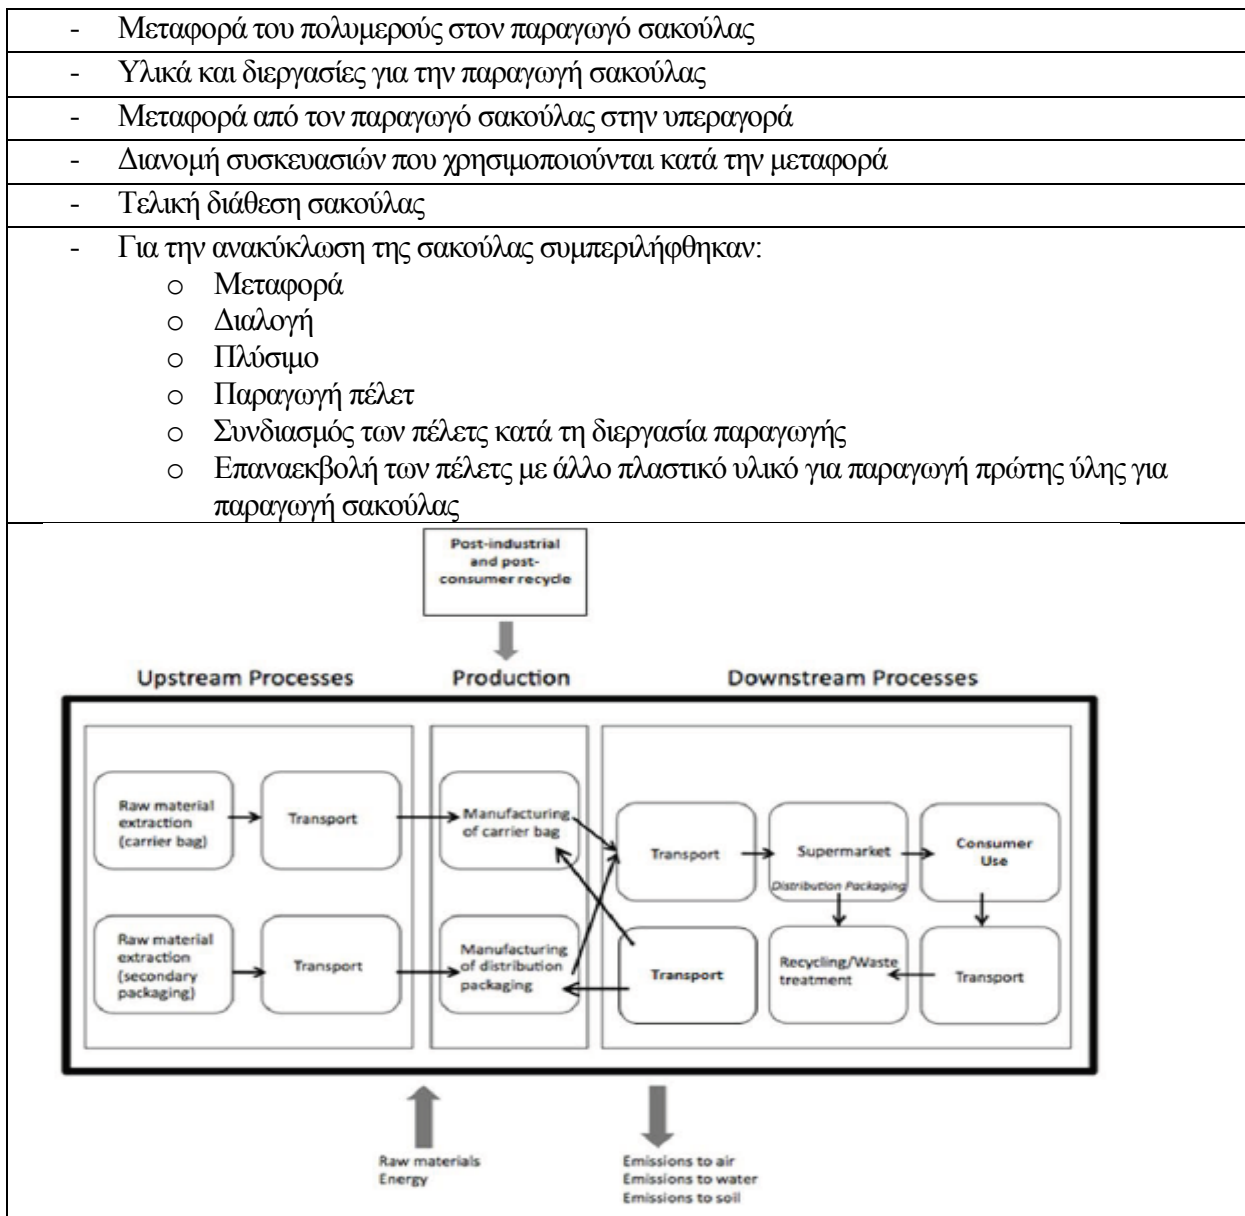 - Μεταφορά του πολυμερούς στον παραγωγό σακούλας
- Υλικά και διεργασίες για την παραγωγή σακούλας
- Μεταφορά από τον παραγωγό σακούλας στην υπεραγορά
- Διανομή συσκευασιών που χρησιμοποιούνται κατά την μεταφορά
- Τελική διάθεση σακούλας
- Για την ανακύκλωση της σακούλας συμπεριλήφθηκαν:
o Μεταφορά
o Διαλογή
o Πλύσιμο
o Παραγωγή πέλετ
o Συνδιασμός των πέλετς κατά τη διεργασία παραγωγής
o Επαναεκβολή των πέλετς με άλλο πλαστικό υλικό για παραγωγή πρώτης ύλης για
παραγωγή σακούλας
Post-industrial
and post-
consumer recycle
Upstream Processes
Production
Downstream Processes
Raw material
extraction
(carrier bag)
Transport
Manufacturing
of carrier bag
Transport
Supermarket
Distribution Packaging
Consumer
Use
Raw material
extraction
(secondary
packaging)
Transport
Manufacturing
of distribution
packaging
Transport
Recycling/Waste
treatment
Transport
Raw materials
Energy
Emissions to air
Emissions to water
Emissions to soil